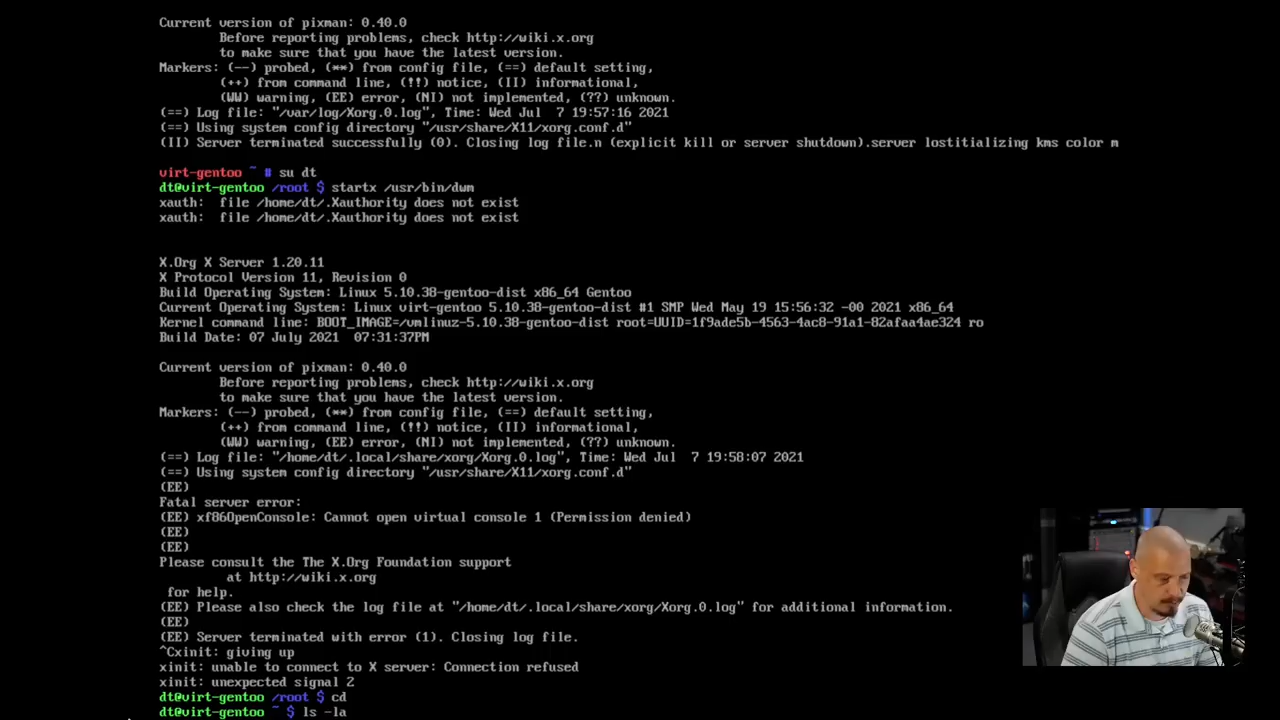 Current version of pixman: 0.40.0
Before reporting problems, check http://wiki.x.org
to make sure that you have the latest version.
Markers: (--) probed, (**) from config file, (==) default setting,
(++) from command line, (!!) notice, (II) informational,
(WW) warning, (EE) error, (NI) not implemented, (??) unknown.
(==) Log file: "/var/log/Xorg.0.log", Time: Wed Jul  7 19:57:16 2021
(==) Using system config directory "/usr/share/X11/xorg.conf.d"
(II) Server terminated successfully (0). Closing log file.n (explicit kill or server shutdown).server lostitializing kms color m
virt-gentoo ~ # su dt
dt@virt-gentoo /root $ startx /usr/bin/dwm
xauth:  file /home/dt/.Xauthority does not exist
xauth:  file /home/dt/.Xauthority does not exist
X.Org X Server 1.20.11
X Protocol Version 11, Revision 0
Build Operating System: Linux 5.10.38-gentoo-dist x86_64 Gentoo
Current Operating System: Linux virt-gentoo 5.10.38-gentoo-dist #1 SMP Wed May 19 15:56:32 -00 2021 x86_64
Kernel command line: BOOT_IMAGE=/vmlinuz-5.10.38-gentoo-dist root=UUID=1f9ade5b-4563-4ac8-91a1-82afaa4ae324 ro
Build Date: 07 July 2021  07:31:37PM
Current version of pixman: 0.40.0
Before reporting problems, check http://wiki.x.org
to make sure that you have the latest version.
Markers: (--) probed, (**) from config file, (==) default setting,
(++) from command line, (!!) notice, (II) informational,
(WW) warning, (EE) error, (NI) not implemented, (??) unknown.
(==) Log file: "/home/dt/.local/share/xorg/Xorg.0.log", Time: Wed Jul  7 19:58:07 2021
(==) Using system config directory "/usr/share/X11/xorg.conf.d"
(EE)
Fatal server error:
(EE) xf86OpenConsole: Cannot open virtual console 1 (Permission denied)
(EE)
(EE)
Please consult the The X.Org Foundation support
at http://wiki.x.org
for help.
(EE) Please also check the log file at "/home/dt/.local/share/xorg/Xorg.0.log" for additional information.
(EE)
(EE) Server terminated with error (1). Closing log file.
^Cxinit: giving up
xinit: unable to connect to X server: Connection refused
xinit: unexpected signal 2
dt@virt-gentoo /root $ cd
dt@virt-gentoo ~ $ ls -la